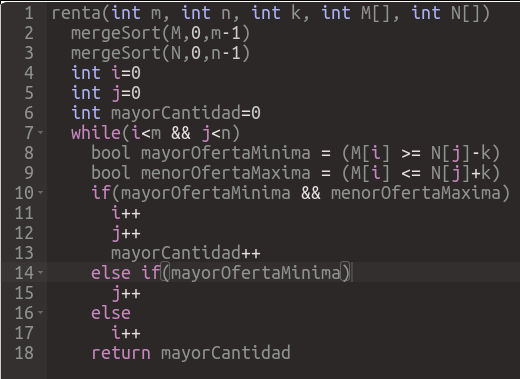 1 renta(int m, int n, int k, int M[], int N[])
2   mergeSort(M,0,m-1)
3   mergeSort(N,0,n-1)
4   int i=0
5   int j=0
6   int mayorCantidad=0
7   while(i<m && j<n)
8     bool mayorOfertaMinima = (M[i] >= N[j]-k)
9     bool menorOfertaMaxima = (M[i] <= N[j]+k)
10     if(mayorOfertaMinima && menorOfertaMaxima)
11       i++
12       j++
13       mayorCantidad++
14     else if(mayorOfertaMinima)
15       j++
16     else
17       i++
18     return mayorCantidad